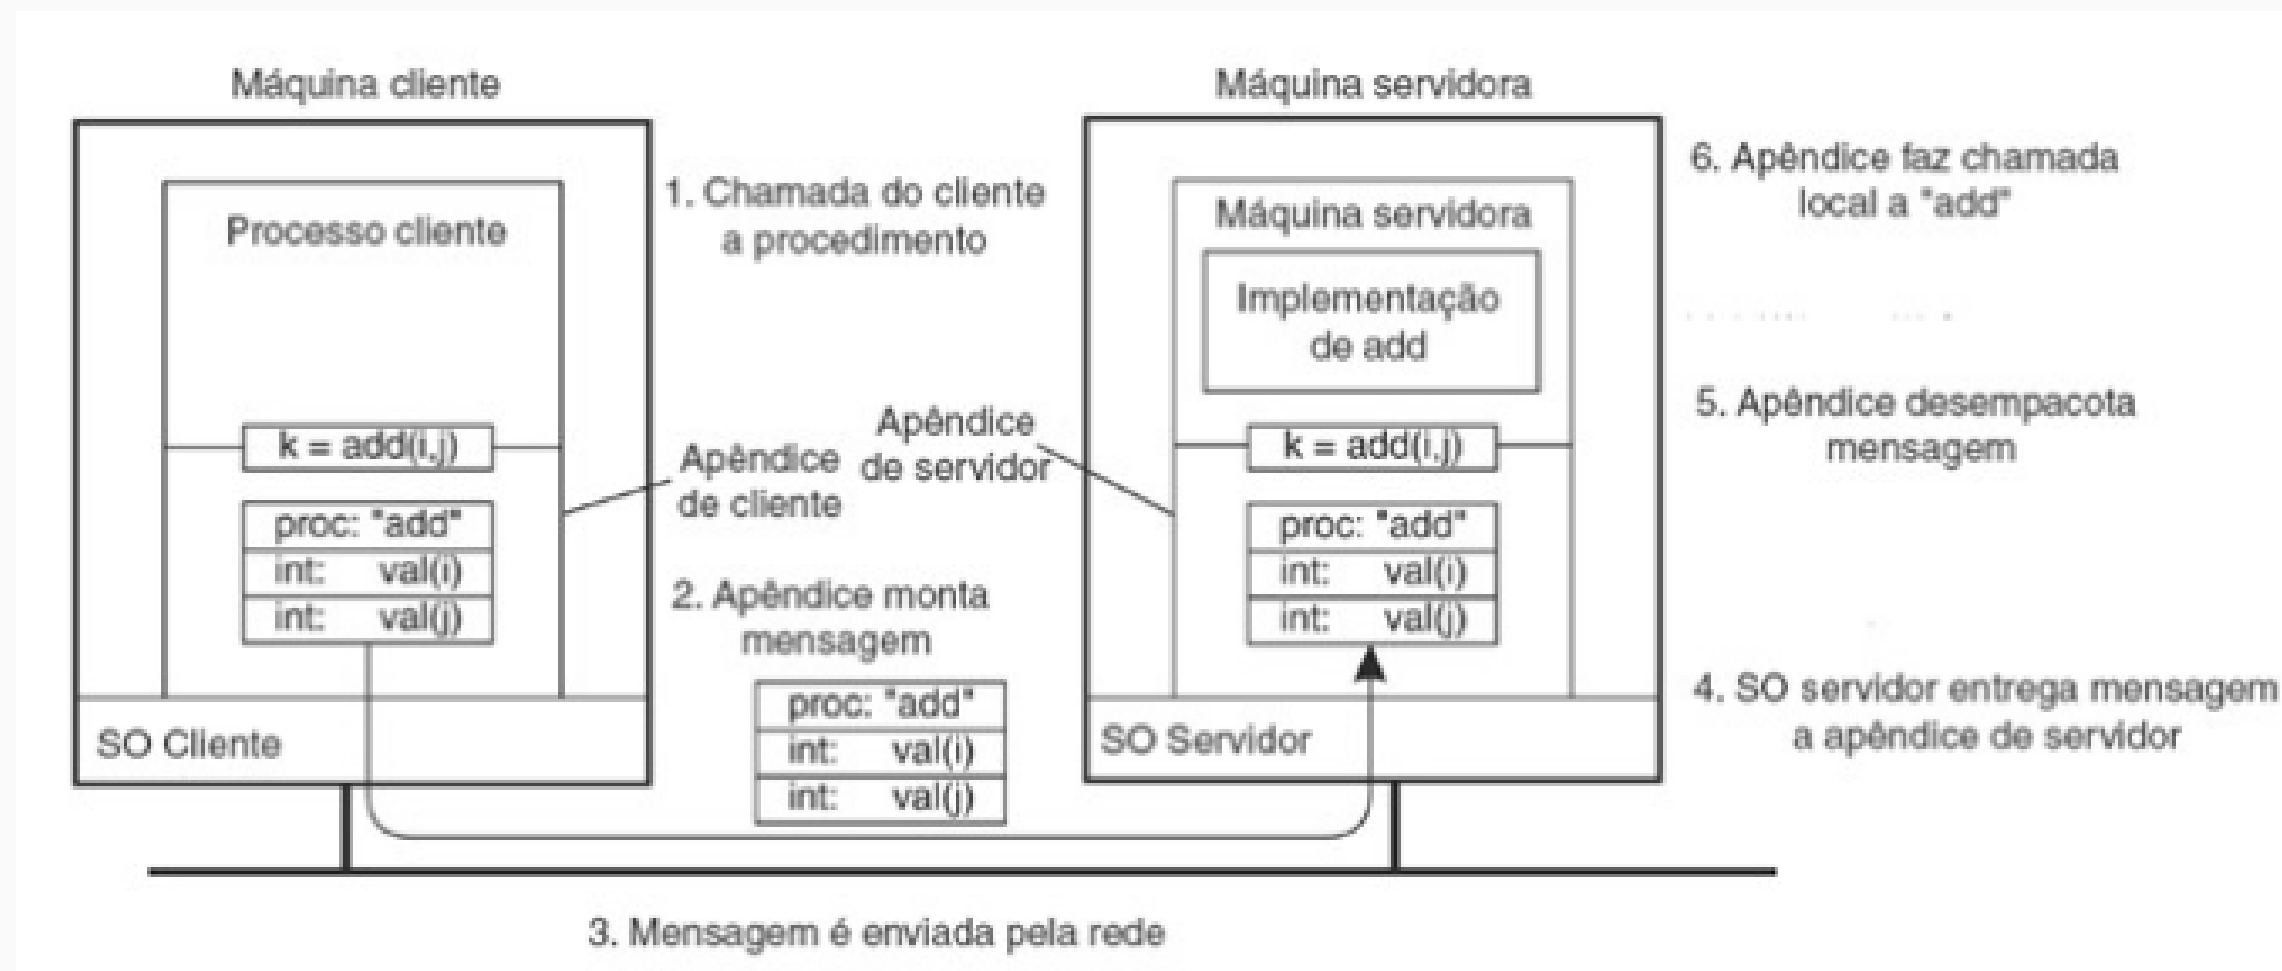 Máquina cliente
Processo cliente
k = add(i,j)
proc: "add"
int: val(i)
int: val(j)
SO Cliente
1. Chamada do cliente
a procedimento
Apêndice
de cliente
Apêndice
de servidor
2. Apêndice monta
mensagem
proc: "add"
int: val(i)
int: val(j)
3. Mensagem é enviada pela rede
Máquina servidora
Máquina servidora
Implementação
de add
k = add(i,j)
proc: "add"
int: val(i)
int: val(j)
SO Servidor
6. Apêndice faz chamada
local a "add"
5. Apêndice desempacota
mensagem
4. SO servidor entrega mensagem
a apêndice de servidor